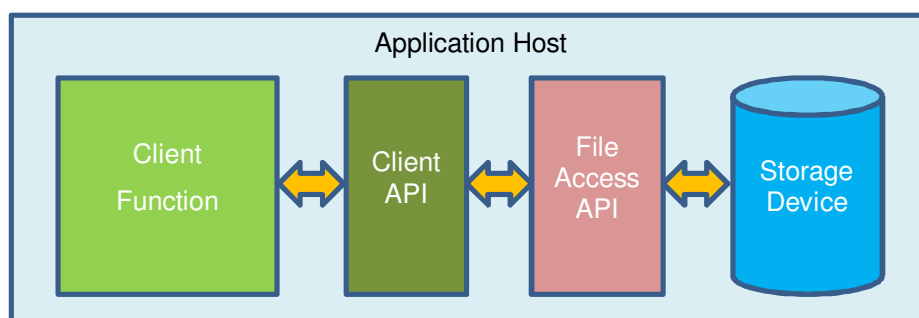 Application Host
Client
Function
Client
API
File
Access
API
Storage
Device